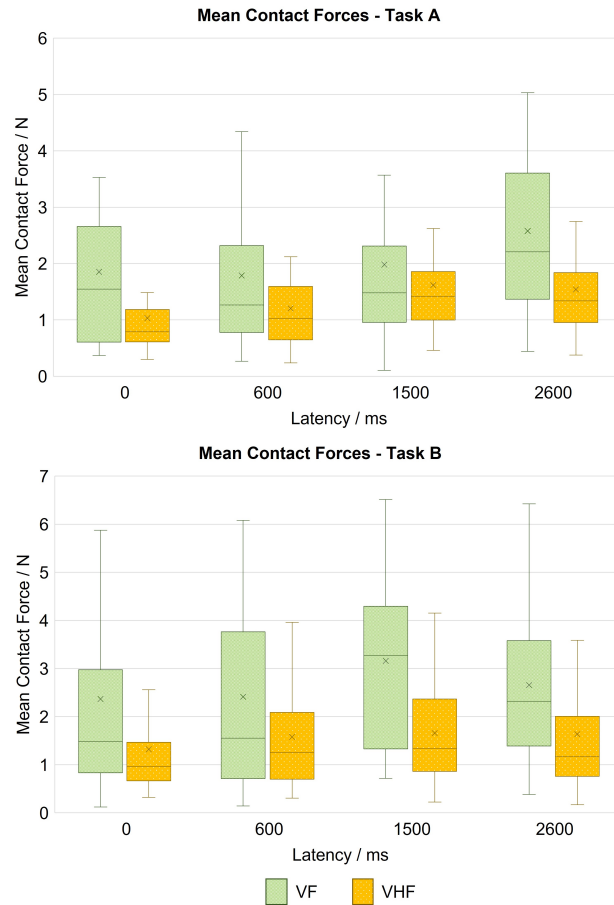 Mean Contact Forces - Task A
Mean Contact Force / N
6
5
4
3
2
1
0
0 600 1500 2600
Latency / ms
Mean Contact Forces - Task B
Mean Contact Force / N
7
6
5
4
3
2
1
0
0 600 1500 2600
Latency / ms
VF VHF